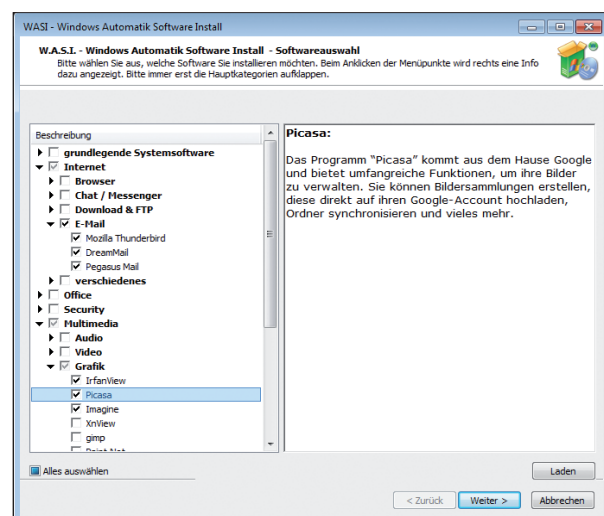 WASI - Windows Automatik Software Install
W.A.S.I. - Windows Automatik Software Install - Softwareauswahl
Bitte wählen Sie aus, welche Software Sie installieren möchten. Beim Anklicken der Menüpunkte wird rechts eine Info
dazu angezeigt. Bitte immer erst die Hauptkategorien aufklappen.
Beschreibung
grundlegende Systemsoftware
Internet
Browser
Chat / Messenger
Download & FTP
E-Mail
Mozilla Thunderbird
DreamMail
Pegasus Mail
verschiedenes
Office
Security
Multimedia
Audio
Video
Grafik
IrfanView
Picasa
Imagine
XnView
gimp
Picasa:
Das Programm "Picasa" kommt aus dem Hause Google
und bietet umfangreiche Funktionen, um ihre Bilder
zu verwalten. Sie können Bildersammlungen erstellen,
diese direkt auf ihren Google-Account hochladen,
Ordner synchronisieren und vieles mehr.
Alles auswählen
Laden
< Zurück
Weiter >
Abbrechen